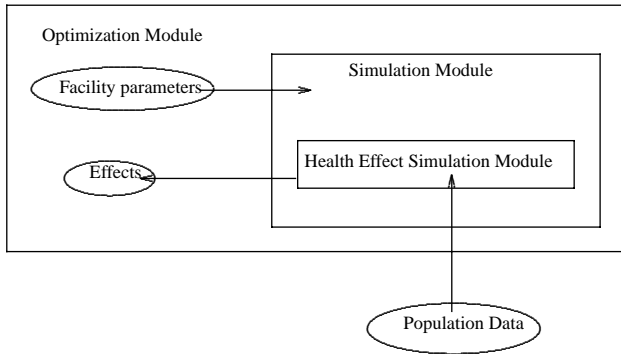 Optimization Module
Simulation Module
Facility parameters
Health Effect Simulation Module
Effects
Population Data